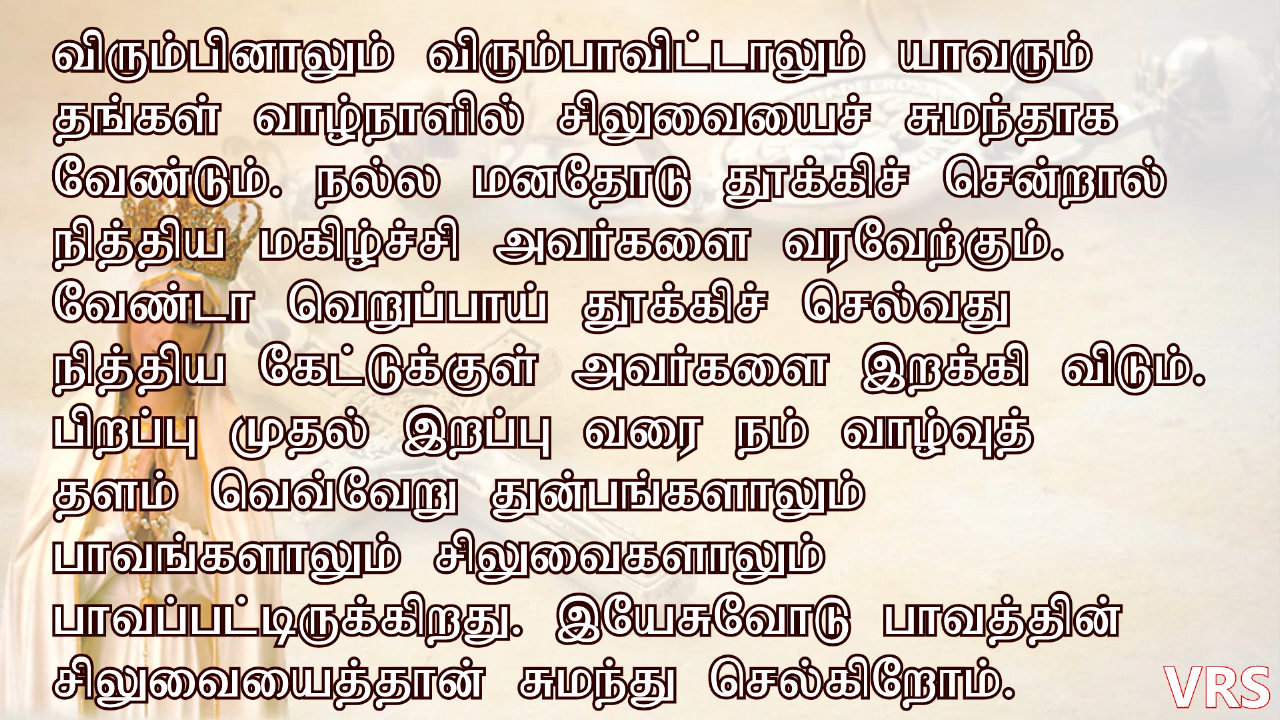 விரும்பினாலும் விரும்பாவிட்டாலும் யாவரும்
தங்கள் வாழ்நாளில் சிலுவையைச் சுமந்தாக
வேண்டும். நல்ல மனதோடு தூக்கிச் சென்றால்
நித்திய மகிழ்ச்சி அவர்களை வரவேற்கும்.
வேண்டா வெறுப்பாய் தூக்கிச் செல்வது
நித்திய கேட்டுக்குள் அவர்களை இறக்கி விடும்.
பிறப்பு முதல் இறப்பு வரை நம் வாழ்வுத்
தளம் வெவ்வேறு துன்பங்களாலும்
பாவங்களாலும் சிலுவைகளாலும்
பாவப்பட்டிருக்கிறது. இயேசுவோடு பாவத்தின்
சிலுவையைத்தான் சுமந்து செல்கிறோம்.
VRS